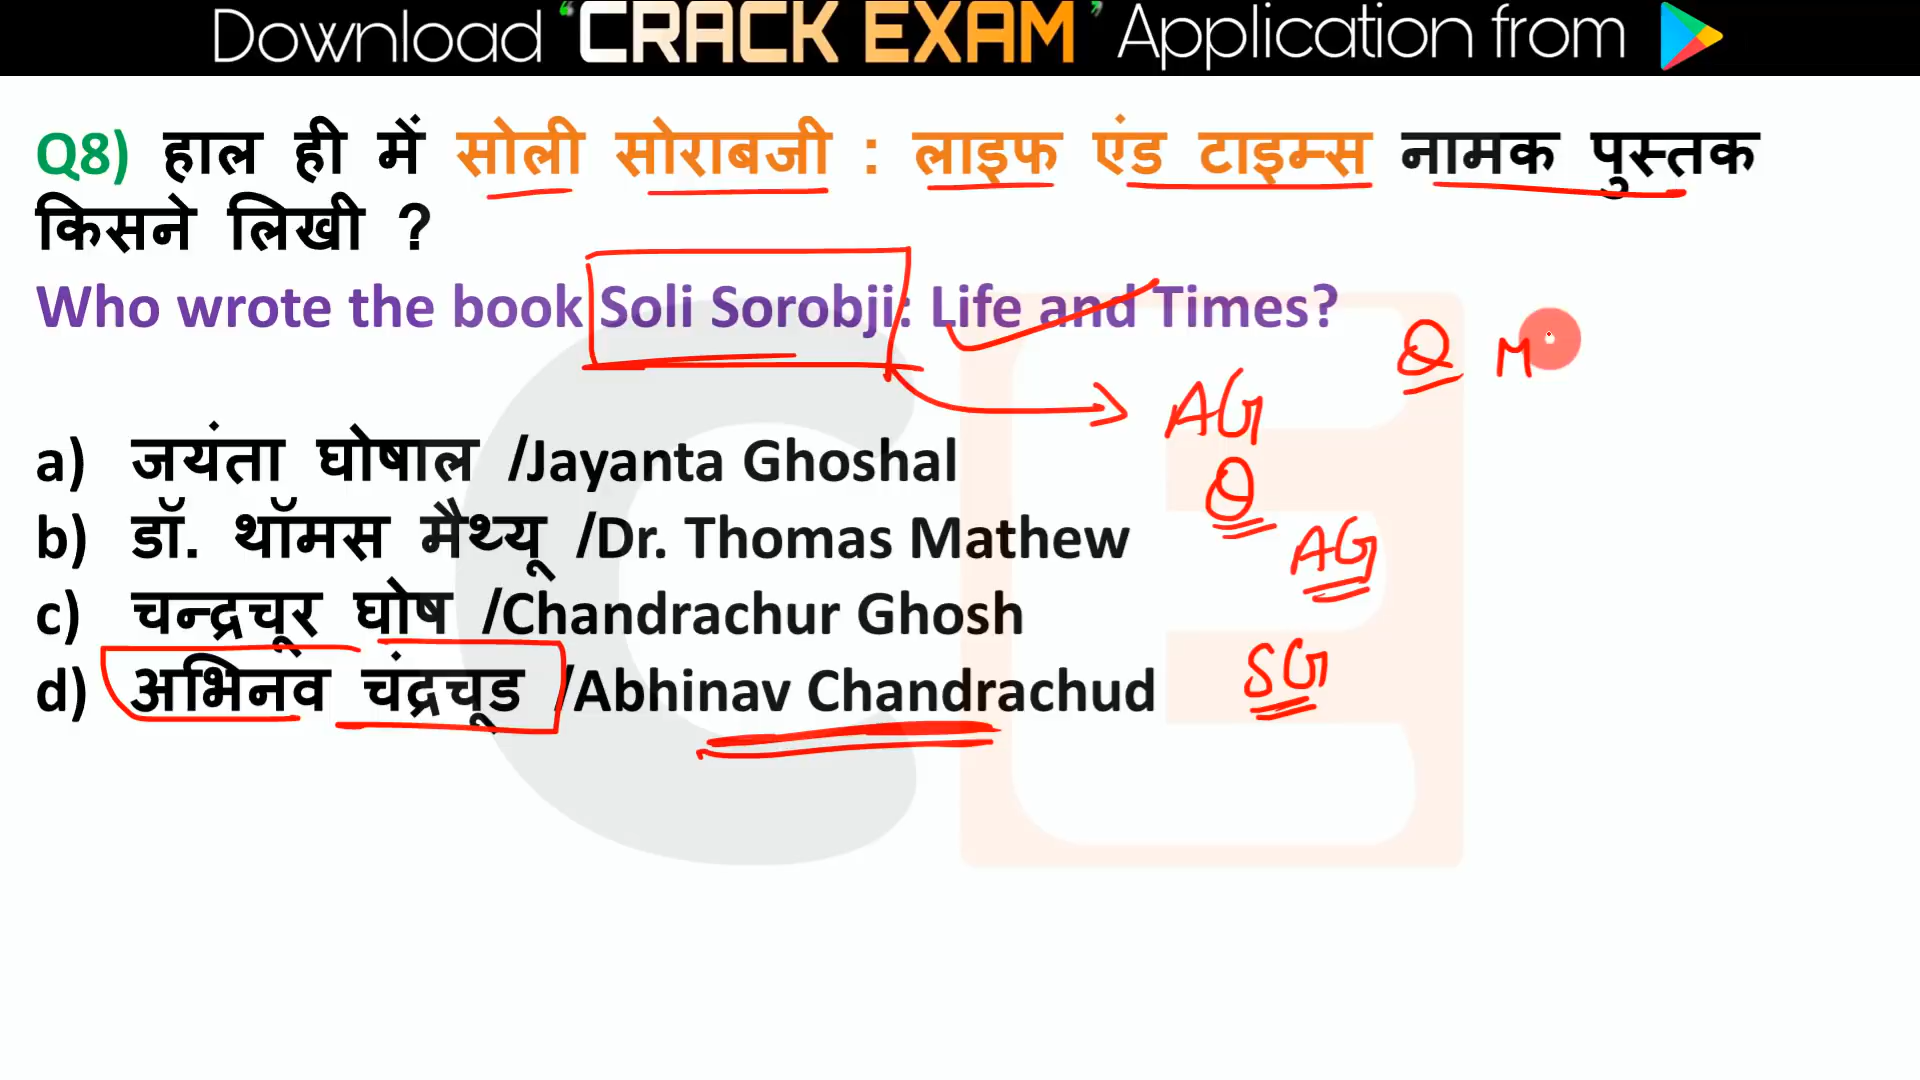 Download "CRACK EXAM" Application from
Q8) हाल ही में सोली सोराबजी : लाइफ एंड टाइम्स नामक पुस्तक
किसने लिखी ?
Who wrote the book Soli Sorobji: Life and Times?
Q M
AG
a) जयंता घोषाल /Jayanta Ghoshal
Q
b) डॉ. थॉमस मैथ्यू /Dr. Thomas Mathew
AG
c) चन्द्रचूर घोष /Chandrachur Ghosh
d) अभिनव चंद्रचूड /Abhinav Chandrachud
SG